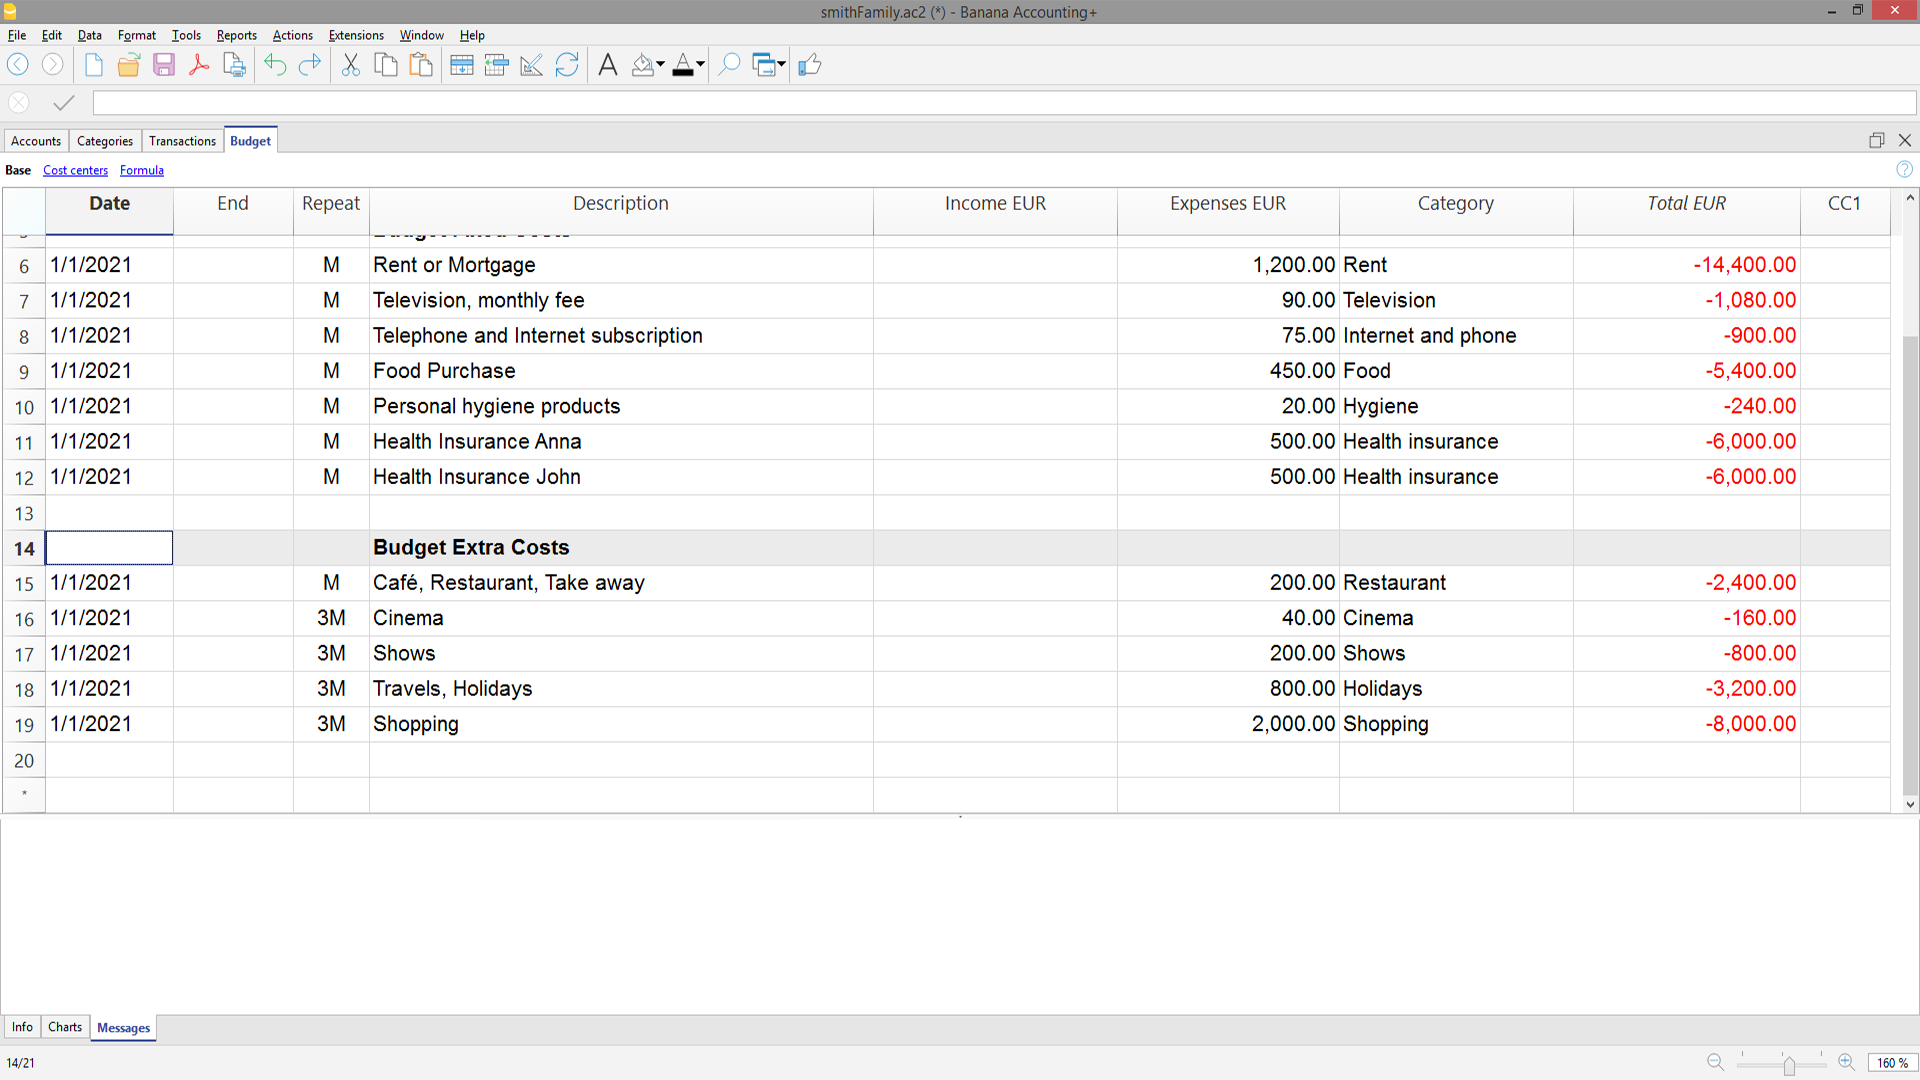 smithFamily.ac2 (*) - Banana Accounting+
File Edit Data Format Tools Reports Actions Extensions Window Help
Accounts Categories Transactions Budget
Base Cost centers Formula
Date End Repeat Description Income EUR Expenses EUR Category Total EUR CC1
6 1/1/2021 M Rent or Mortgage 1,200.00 Rent -14,400.00
7 1/1/2021 M Television, monthly fee 90.00 Television -1,080.00
8 1/1/2021 M Telephone and Internet subscription 75.00 Internet and phone -900.00
9 1/1/2021 M Food Purchase 450.00 Food -5,400.00
10 1/1/2021 M Personal hygiene products 20.00 Hygiene -240.00
11 1/1/2021 M Health Insurance Anna 500.00 Health insurance -6,000.00
12 1/1/2021 M Health Insurance John 500.00 Health insurance -6,000.00
13
14 Budget Extra Costs
15 1/1/2021 M Café, Restaurant, Take away 200.00 Restaurant -2,400.00
16 1/1/2021 3M Cinema 40.00 Cinema -160.00
17 1/1/2021 3M Shows 200.00 Shows -800.00
18 1/1/2021 3M Travels, Holidays 800.00 Holidays -3,200.00
19 1/1/2021 3M Shopping 2,000.00 Shopping -8,000.00
20
*
Info Charts Messages
14/21
160 %